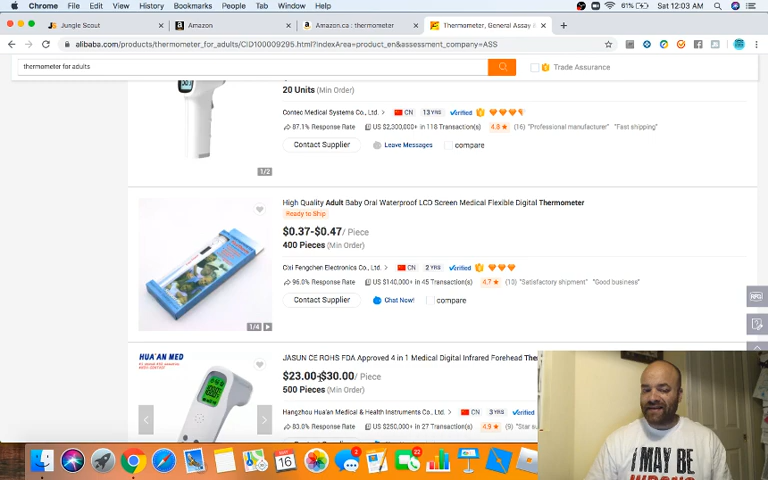 Chrome File Edit View History Bookmarks People Tab Window Help 61% Sat 12:03 AM
Jungle Scout
Amazon
Amazon.ca : thermometer
Thermometer, General Assay &
alibaba.com/products/thermometer_for_adults/CID100009295.html?indexArea=product_en&assessment_company=ASS
thermometer for adults
Trade Assurance
20 Units (Min Order)
Contec Medical Systems Co., Ltd. CN 13 YRS Verified
87.1% Response Rate US $2,300,000+ in 118 Transaction(s) 4.8 (16) "Professional manufacturer" "Fast shipping"
Contact Supplier Leave Messages compare
1/2
High Quality Adult Baby Oral Waterproof LCD Screen Medical Flexible Digital Thermometer
Ready to Ship
$0.37-$0.47 / Piece
400 Pieces (Min Order)
Cixi Fengchen Electronics Co., Ltd. CN 2 YRS Verified
96.0% Response Rate US $140,000+ in 45 Transaction(s) 4.7 (10) "Satisfactory shipment" "Good business"
Contact Supplier Chat Now! compare
1/4
HUA'AN MED
JASUN CE ROHS FDA Approved 4 in 1 Medical Digital Infrared Forehead
$23.00-$30.00 / Piece
500 Pieces (Min Order)
Hangzhou Hua'an Medical & Health Instruments Co., Ltd. CN 3 YRS Verified
83.0% Response Rate US $260,000+ in 27 Transaction(s) 4.9 (9)
RFQ
16
2
22
I MAY BE
WRONG